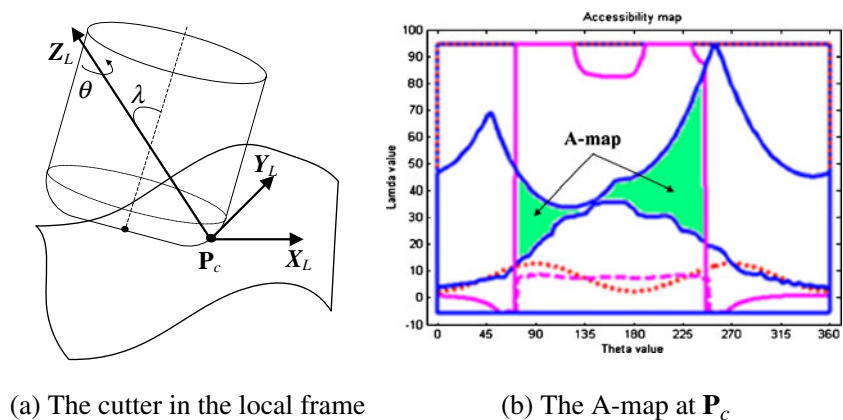 Z_L
θ
λ
Y_L
P_c
X_L
(a) The cutter in the local frame
Accessibility map
Lamda value
100
90
80
70
60
50
40
30
20
10
0
-10
A-map
0 45 90 135 180 225 270 315 360
Theta value
(b) The A-map at P_c